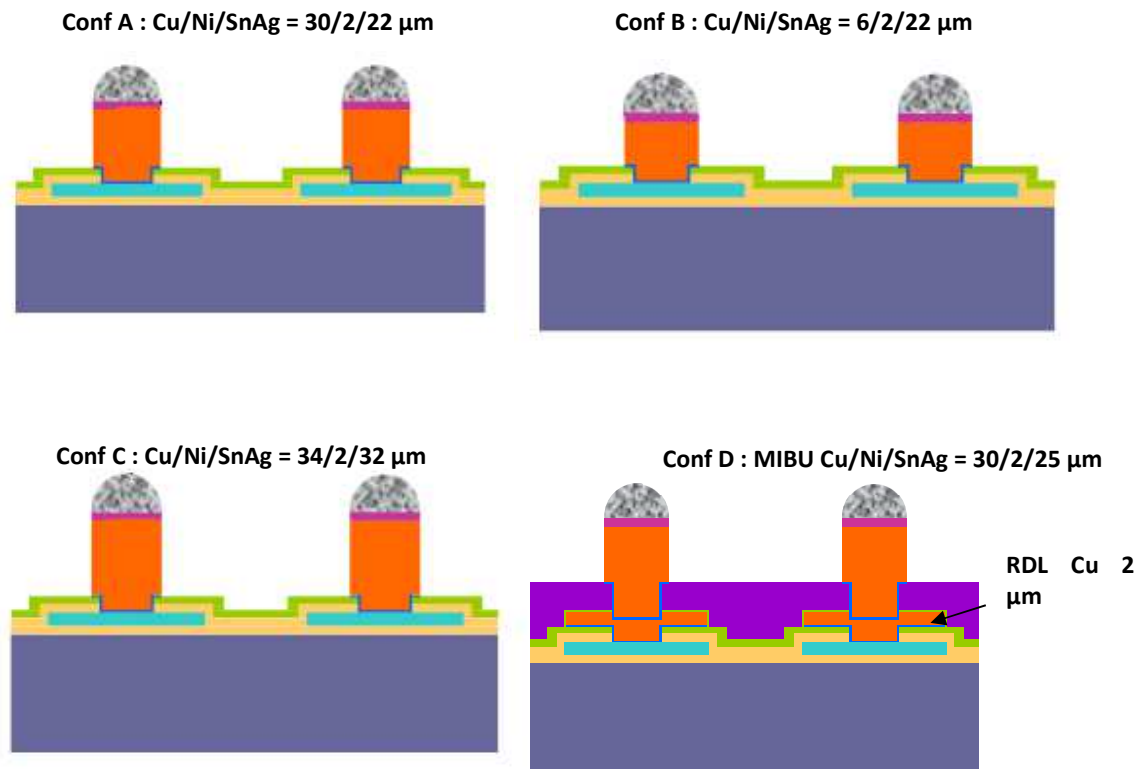 Conf A : Cu/Ni/SnAg = 30/2/22 µm
Conf B : Cu/Ni/SnAg = 6/2/22 µm
Conf C : Cu/Ni/SnAg = 34/2/32 µm
Conf D : MIBU Cu/Ni/SnAg = 30/2/25 µm
RDL Cu 2
µm